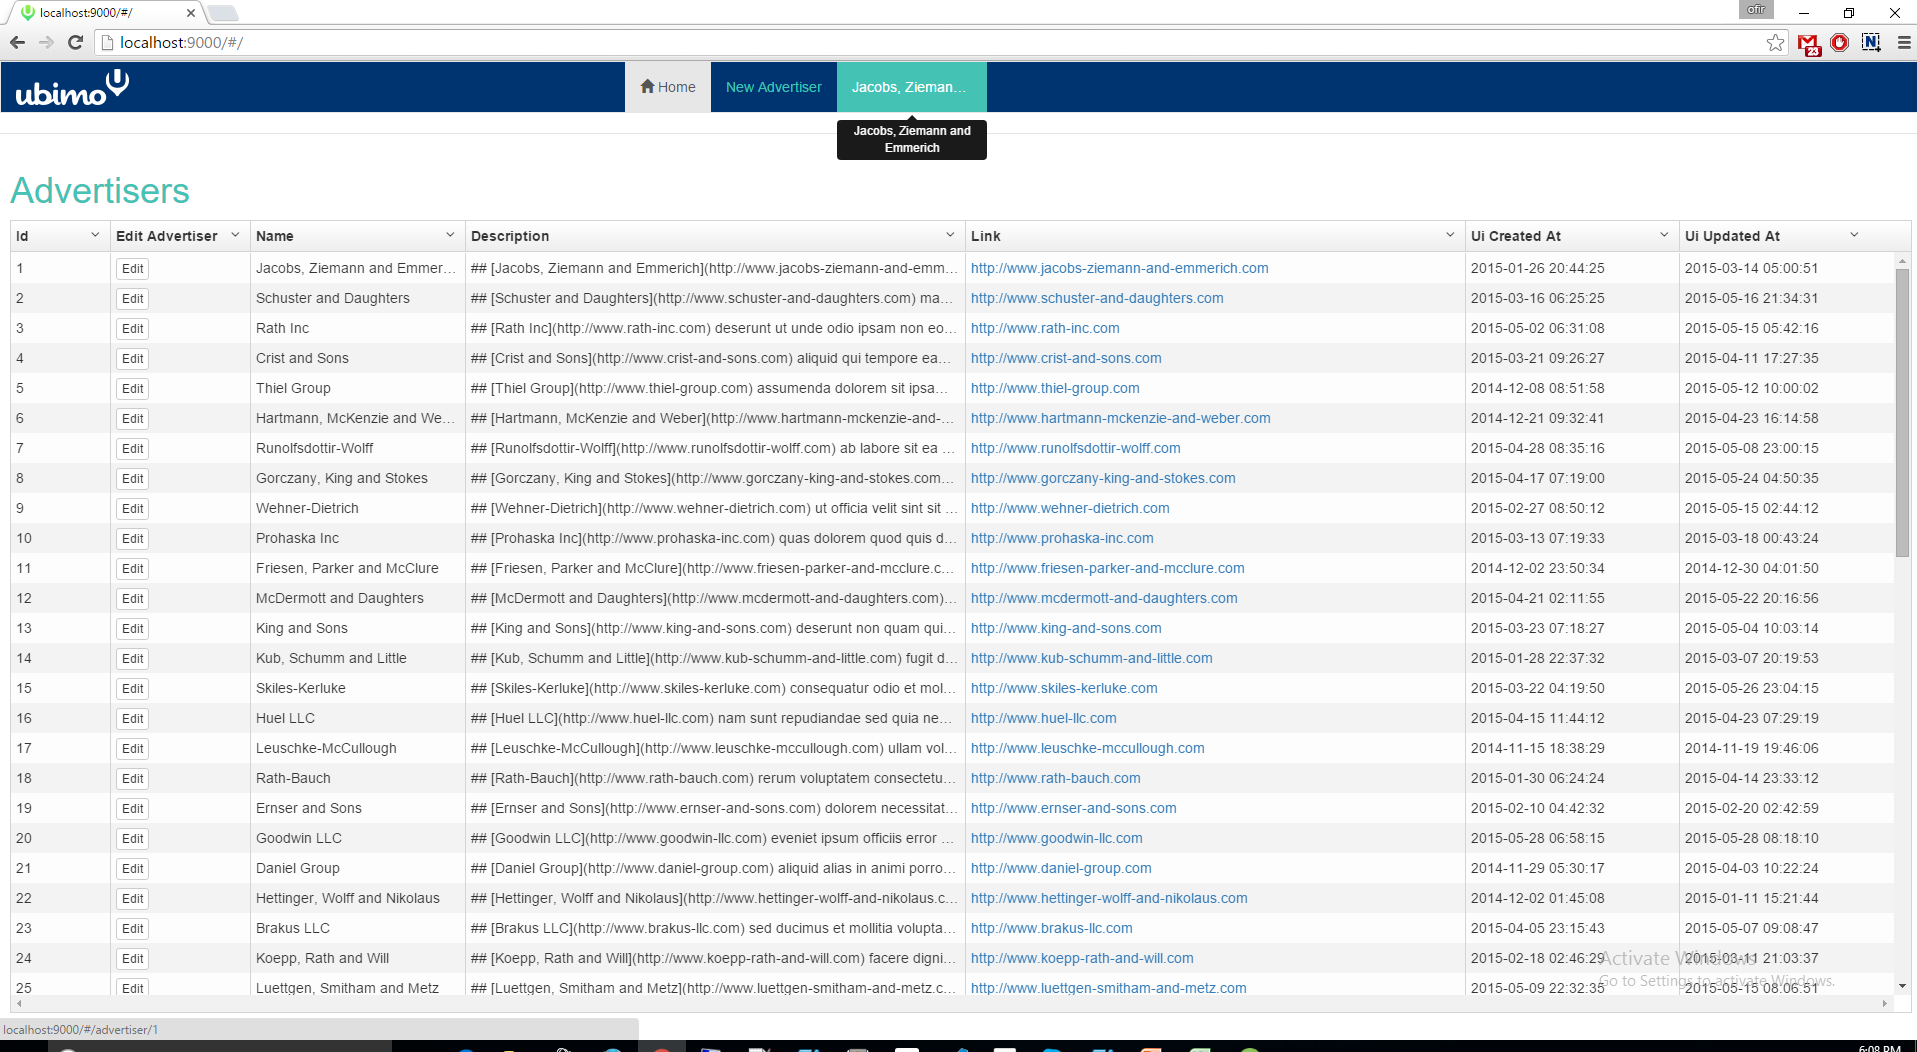 localhost:9000/#/
ofir
localhost:9000/#/
23
N
ubimo
Home New Advertiser Jacobs, Zieman...
Jacobs, Ziemann and
Emmerich
Advertisers
Id Edit Advertiser Name Description Link Ui Created At Ui Updated At
1 Edit Jacobs, Ziemann and Emmer... ## [Jacobs, Ziemann and Emmerich](http://www.jacobs-ziemann-and-emm... http://www.jacobs-ziemann-and-emmerich.com 2015-01-26 20:44:25 2015-03-14 05:00:51
2 Edit Schuster and Daughters ## [Schuster and Daughters](http://www.schuster-and-daughters.com) ma... http://www.schuster-and-daughters.com 2015-03-16 06:25:25 2015-05-16 21:34:31
3 Edit Rath Inc ## [Rath Inc](http://www.rath-inc.com) deserunt ut unde odio ipsam non eo... http://www.rath-inc.com 2015-05-02 06:31:08 2015-05-15 05:42:16
4 Edit Crist and Sons ## [Crist and Sons](http://www.crist-and-sons.com) aliquid qui tempore ea... http://www.crist-and-sons.com 2015-03-21 09:26:27 2015-04-11 17:27:35
5 Edit Thiel Group ## [Thiel Group](http://www.thiel-group.com) assumenda dolorem sit ipsa... http://www.thiel-group.com 2014-12-08 08:51:58 2015-05-12 10:00:02
6 Edit Hartmann, McKenzie and We... ## [Hartmann, McKenzie and Weber](http://www.hartmann-mckenzie-and-... http://www.hartmann-mckenzie-and-weber.com 2014-12-21 09:32:41 2015-04-23 16:14:58
7 Edit Runolfsdottir-Wolff ## [Runolfsdottir-Wolff](http://www.runolfsdottir-wolff.com) ab labore sit ea ... http://www.runolfsdottir-wolff.com 2015-04-28 08:35:16 2015-05-08 23:00:15
8 Edit Gorczany, King and Stokes ## [Gorczany, King and Stokes](http://www.gorczany-king-and-stokes.com... http://www.gorczany-king-and-stokes.com 2015-04-17 07:19:00 2015-05-24 04:50:35
9 Edit Wehner-Dietrich ## [Wehner-Dietrich](http://www.wehner-dietrich.com) ut officia velit sint sit ... http://www.wehner-dietrich.com 2015-02-27 08:50:12 2015-05-15 02:44:12
10 Edit Prohaska Inc ## [Prohaska Inc](http://www.prohaska-inc.com) quas dolorem quod quis d... http://www.prohaska-inc.com 2015-03-13 07:19:33 2015-03-18 00:43:24
11 Edit Friesen, Parker and McClure ## [Friesen, Parker and McClure](http://www.friesen-parker-and-mcclure.c... http://www.friesen-parker-and-mcclure.com 2014-12-02 23:50:34 2014-12-30 04:01:50
12 Edit McDermott and Daughters ## [McDermott and Daughters](http://www.mcdermott-and-daughters.com)... http://www.mcdermott-and-daughters.com 2015-04-21 02:11:55 2015-05-22 20:16:56
13 Edit King and Sons ## [King and Sons](http://www.king-and-sons.com) deserunt non quam qui... http://www.king-and-sons.com 2015-03-23 07:18:27 2015-05-04 10:03:14
14 Edit Kub, Schumm and Little ## [Kub, Schumm and Little](http://www.kub-schumm-and-little.com) fugit d... http://www.kub-schumm-and-little.com 2015-01-28 22:37:32 2015-03-07 20:19:53
15 Edit Skiles-Kerluke ## [Skiles-Kerluke](http://www.skiles-kerluke.com) consequatur odio et mol... http://www.skiles-kerluke.com 2015-03-22 04:19:50 2015-05-26 23:04:15
16 Edit Huel LLC ## [Huel LLC](http://www.huel-llc.com) nam sunt repudiandae sed quia ne... http://www.huel-llc.com 2015-04-15 11:44:12 2015-04-23 07:29:19
17 Edit Leuschke-McCullough ## [Leuschke-McCullough](http://www.leuschke-mccullough.com) ullam vol... http://www.leuschke-mccullough.com 2014-11-15 18:38:29 2014-11-19 19:46:06
18 Edit Rath-Bauch ## [Rath-Bauch](http://www.rath-bauch.com) rerum voluptatem consectetu... http://www.rath-bauch.com 2015-01-30 06:24:24 2015-04-14 23:33:12
19 Edit Ernser and Sons ## [Ernser and Sons](http://www.ernser-and-sons.com) dolorem necessitat... http://www.ernser-and-sons.com 2015-02-10 04:42:32 2015-02-20 02:42:59
20 Edit Goodwin LLC ## [Goodwin LLC](http://www.goodwin-llc.com) eveniet ipsum officiis error ... http://www.goodwin-llc.com 2015-05-28 06:58:15 2015-05-28 08:18:10
21 Edit Daniel Group ## [Daniel Group](http://www.daniel-group.com) aliquid alias in animi porro... http://www.daniel-group.com 2014-11-29 05:30:17 2015-04-03 10:22:24
22 Edit Hettinger, Wolff and Nikolaus ## [Hettinger, Wolff and Nikolaus](http://www.hettinger-wolff-and-nikolaus.c... http://www.hettinger-wolff-and-nikolaus.com 2014-12-02 01:45:08 2015-01-11 15:21:44
23 Edit Brakus LLC ## [Brakus LLC](http://www.brakus-llc.com) sed ducimus et mollitia volupta... http://www.brakus-llc.com 2015-04-05 23:15:43 2015-05-07 09:08:47
24 Edit Koepp, Rath and Will ## [Koepp, Rath and Will](http://www.koepp-rath-and-will.com) facere digni... http://www.koepp-rath-and-will.com 2015-02-18 02:46:29 2015-03-11 21:03:37
Activate Windows
25 Edit Luettgen, Smitham and Metz ## [Luettgen, Smitham and Metz](http://www.luettgen-smitham-and-metz.c... http://www.luettgen-smitham-and-metz.com 2015-05-09 22:32:35 2015-05-15 08:06:51
Go to Settings to activate Windows.
localhost:9000/#/advertiser/1
6:08 PM